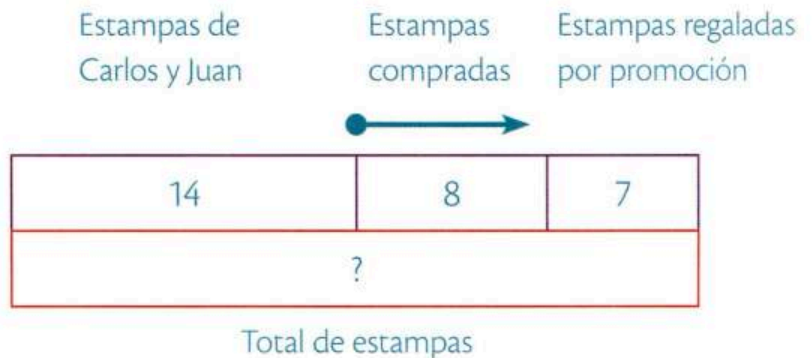 Estampas de
Carlos y Juan
Estampas
compradas
Estampas regaladas
por promoción
14
8
7
?
Total de estampas